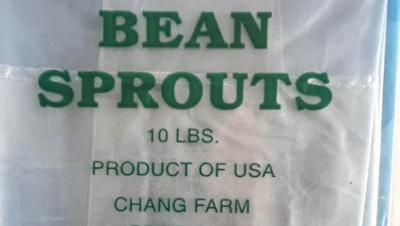 BEAN
SPROUTS
10 LBS.
PRODUCT OF USA
CHANG FARM